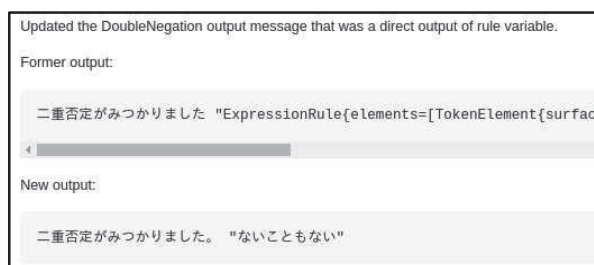 Updated the DoubleNegation output message that was a direct output of rule variable.
Former output:
二重否定がみつかりました "ExpressionRule{elements=[TokenElement{surfac
New output:
二重否定がみつかりました。 "ないこともない"